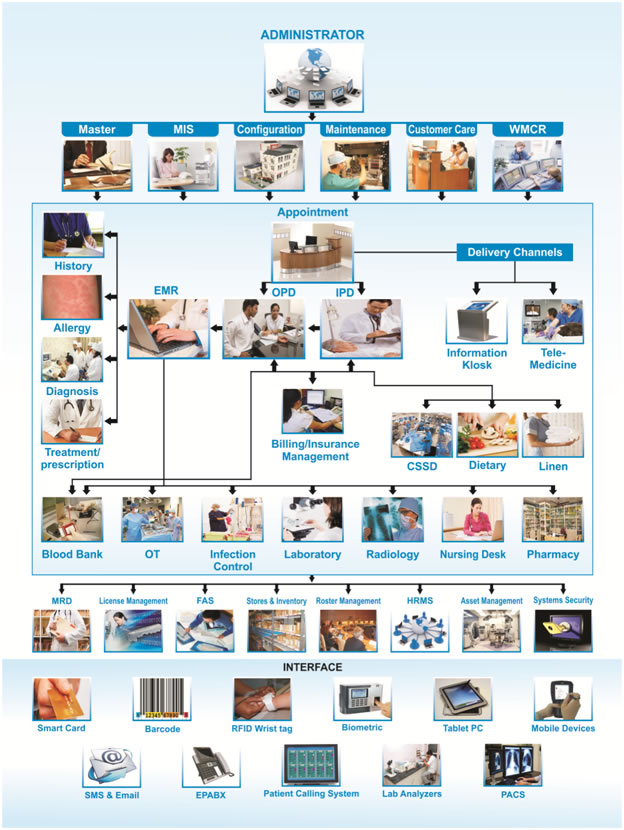 ADMINISTRATOR
Master
MIS
Configuration
Maintenance
Customer Care
WMCR
Appointment
Delivery Channels
History
EMR
OPD
IPD
Allergy
Information
Klosk
Tele-
Medicine
Diagnosis
Treatment/
prescription
Billing/Insurance
Management
CSSD
Dietary
Linen
Blood Bank
OT
Infection
Control
Laboratory
Radiology
Nursing Desk
Pharmacy
MRD
License Management
FAS
Stores & Inventory
Roster Management
HRMS
Asset Management
Systems Security
INTERFACE
Smart Card
12345 67890
Barcode
RFID Wrist tag
Biometric
Tablet PC
Mobile Devices
SMS & Email
EPABX
Patient Calling System
Lab Analyzers
PACS